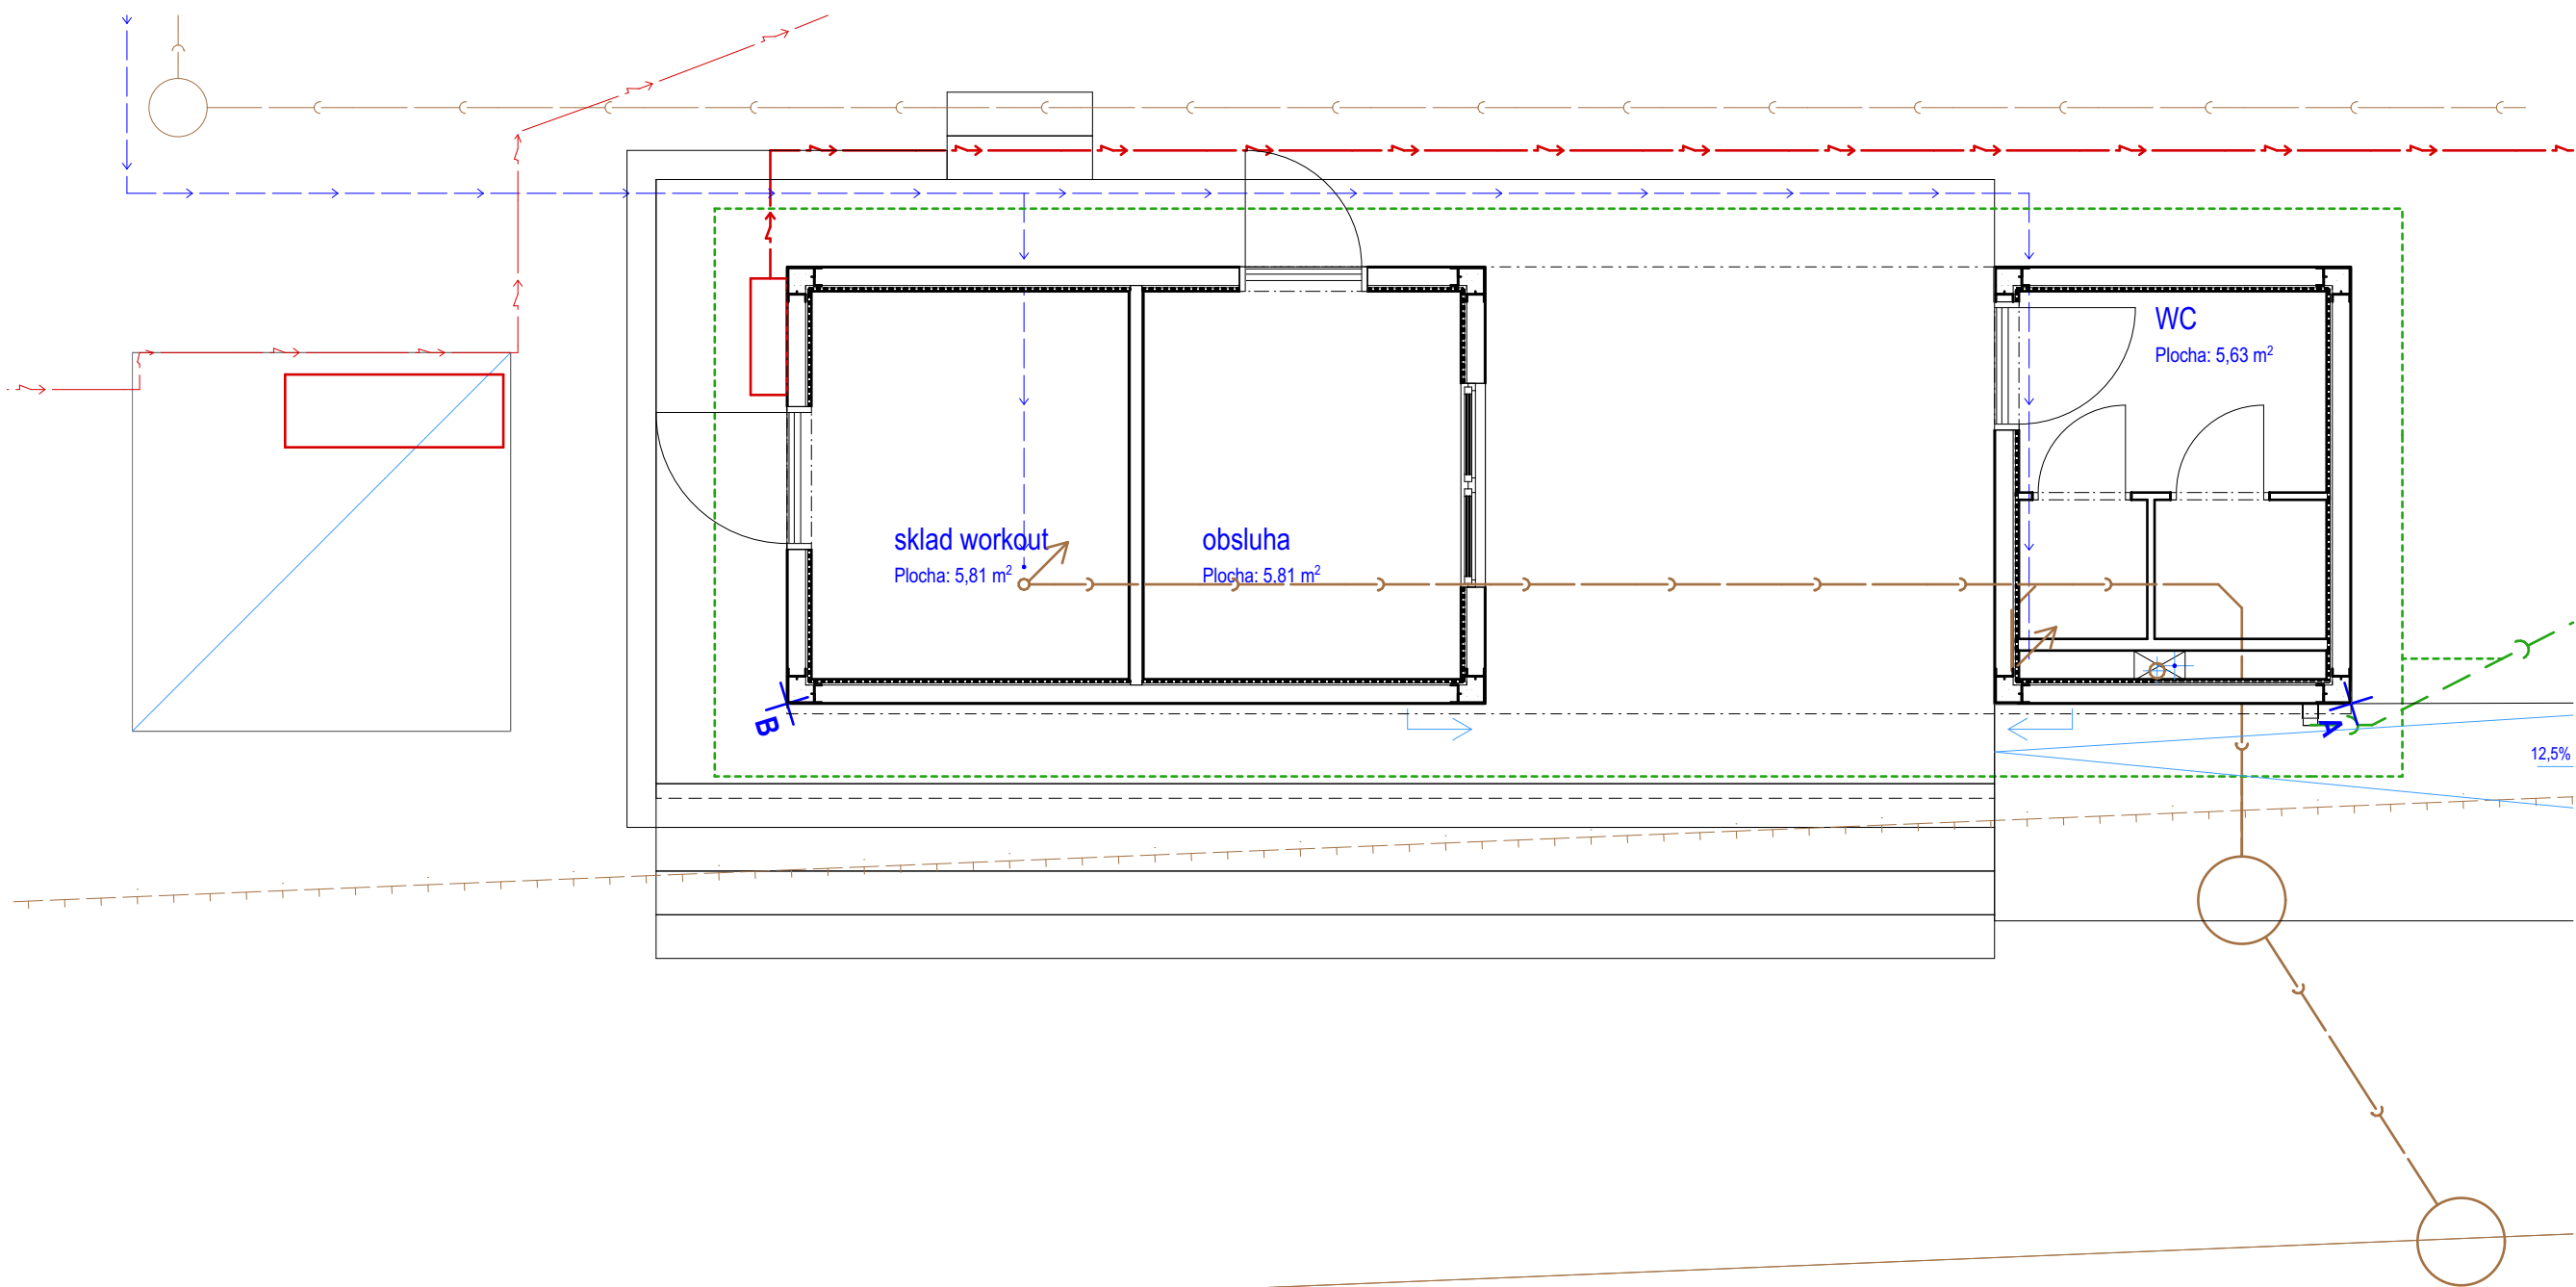 WC
Plocha: 5,63 m²
sklad workout
Plocha: 5,81 m²
obsluha
Plocha: 5,81 m²
B
A
12,5%